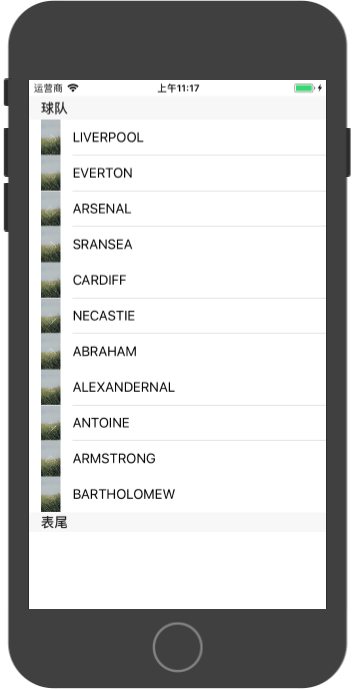 运营商 上午11:17
球队
LIVERPOOL
EVERTON
ARSENAL
SRANSEA
CARDIFF
NECASTIE
ABRAHAM
ALEXANDERNAL
ANTOINE
ARMSTRONG
BARTHOLOMEW
表尾